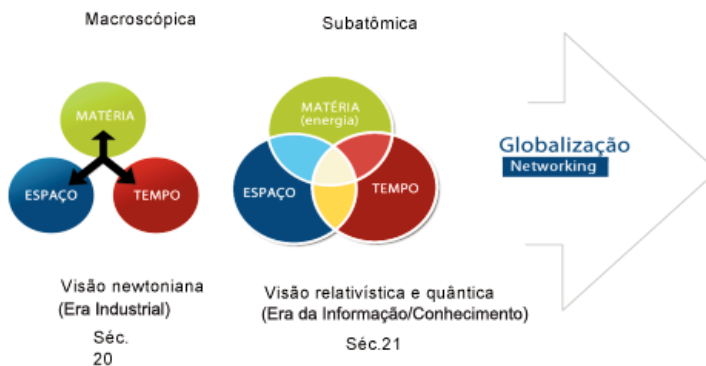 Macroscópica
Subatômica
MATÉRIA
ESPAÇO
TEMPO
MATÉRIA
(energia)
ESPAÇO
TEMPO
Globalização
Networking
Visão newtoniana
(Era Industrial)
Séc.
20
Visão relativística e quântica
(Era da Informação/Conhecimento)
Séc.21